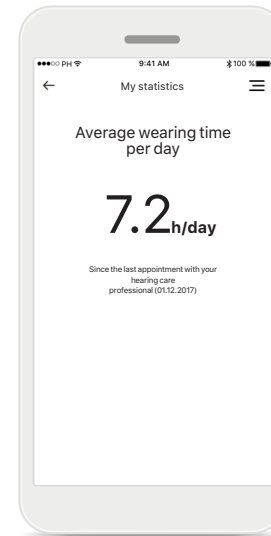 ●●●○○ PH 9:41 AM 100 %
My statistics
Average wearing time
per day
7.2h/day
Since the last appointment with your
hearing care
professional (01.12.2017)